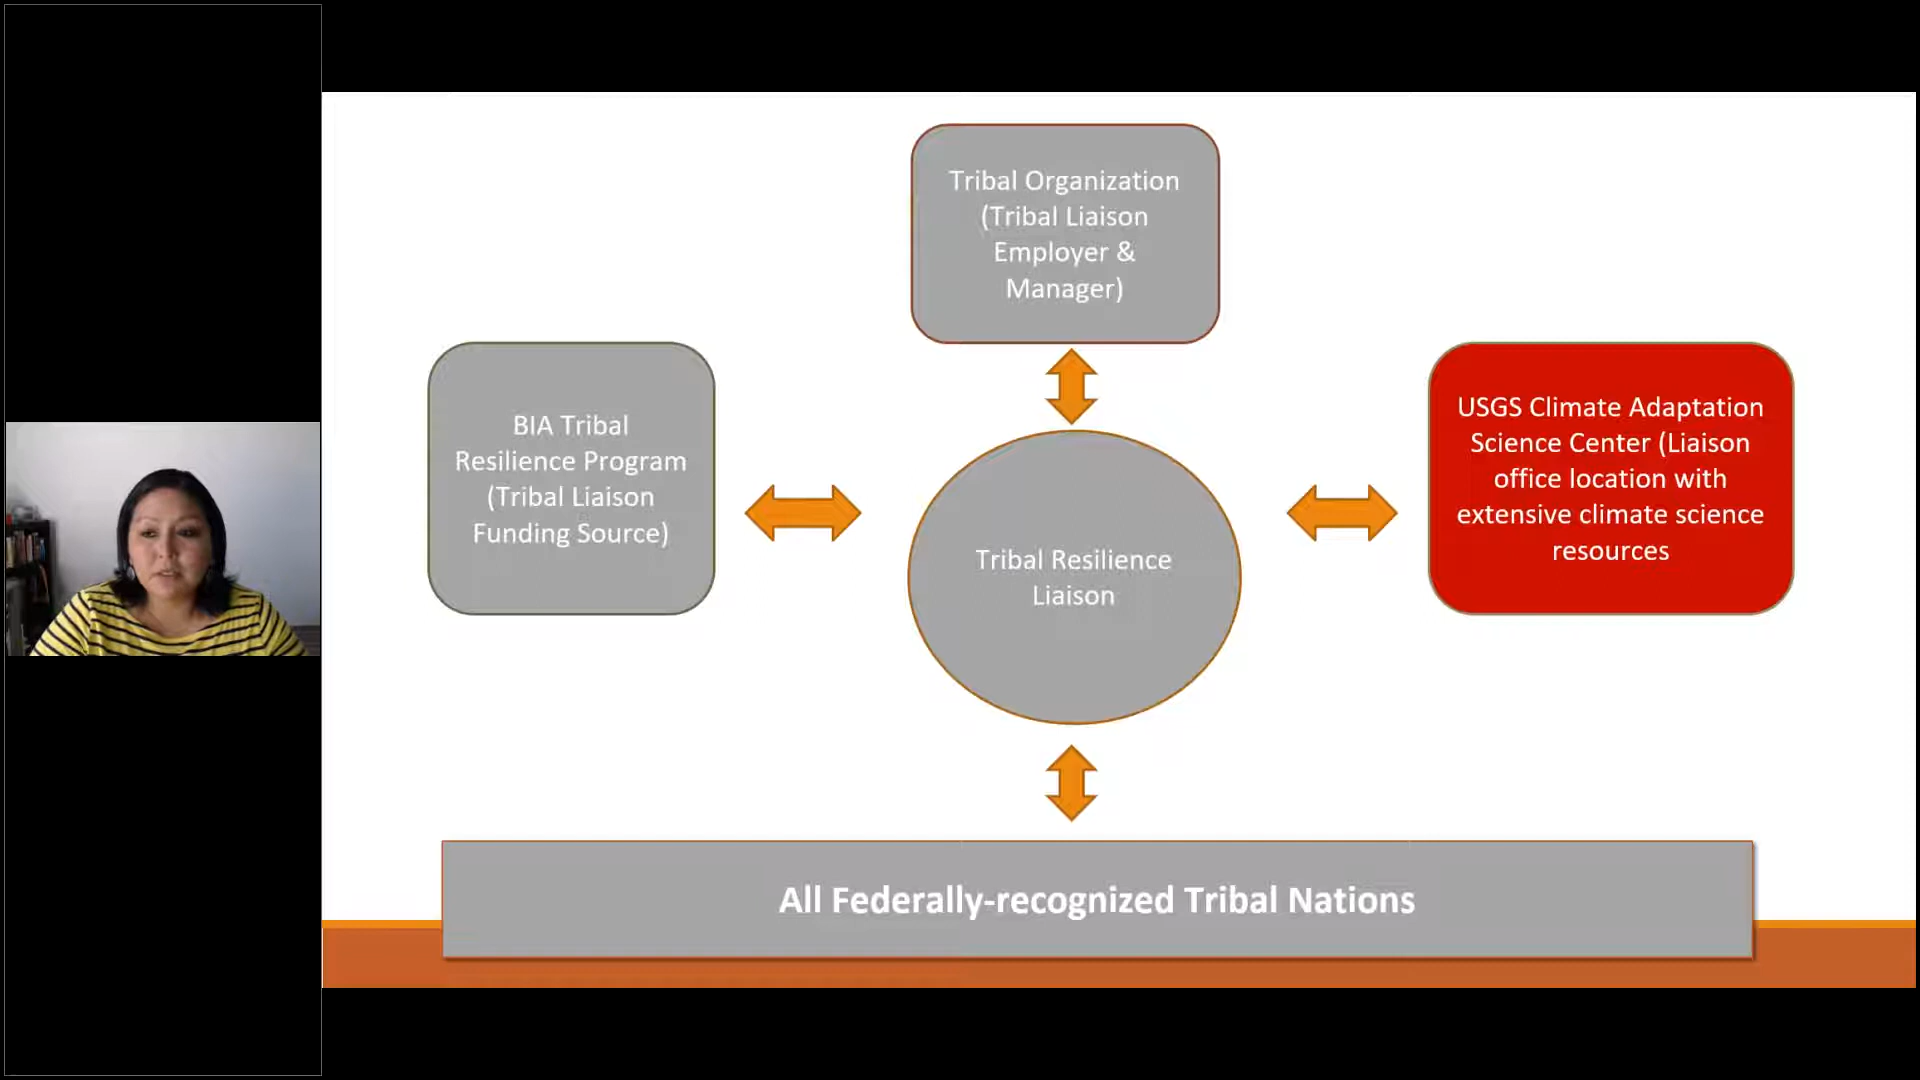 Tribal Organization
(Tribal Liaison
Employer &
Manager)
BIA Tribal
Resilience Program
(Tribal Liaison
Funding Source)
Tribal Resilience
Liaison
USGS Climate Adaptation
Science Center (Liaison
office location with
extensive climate science
resources
All Federally-recognized Tribal Nations